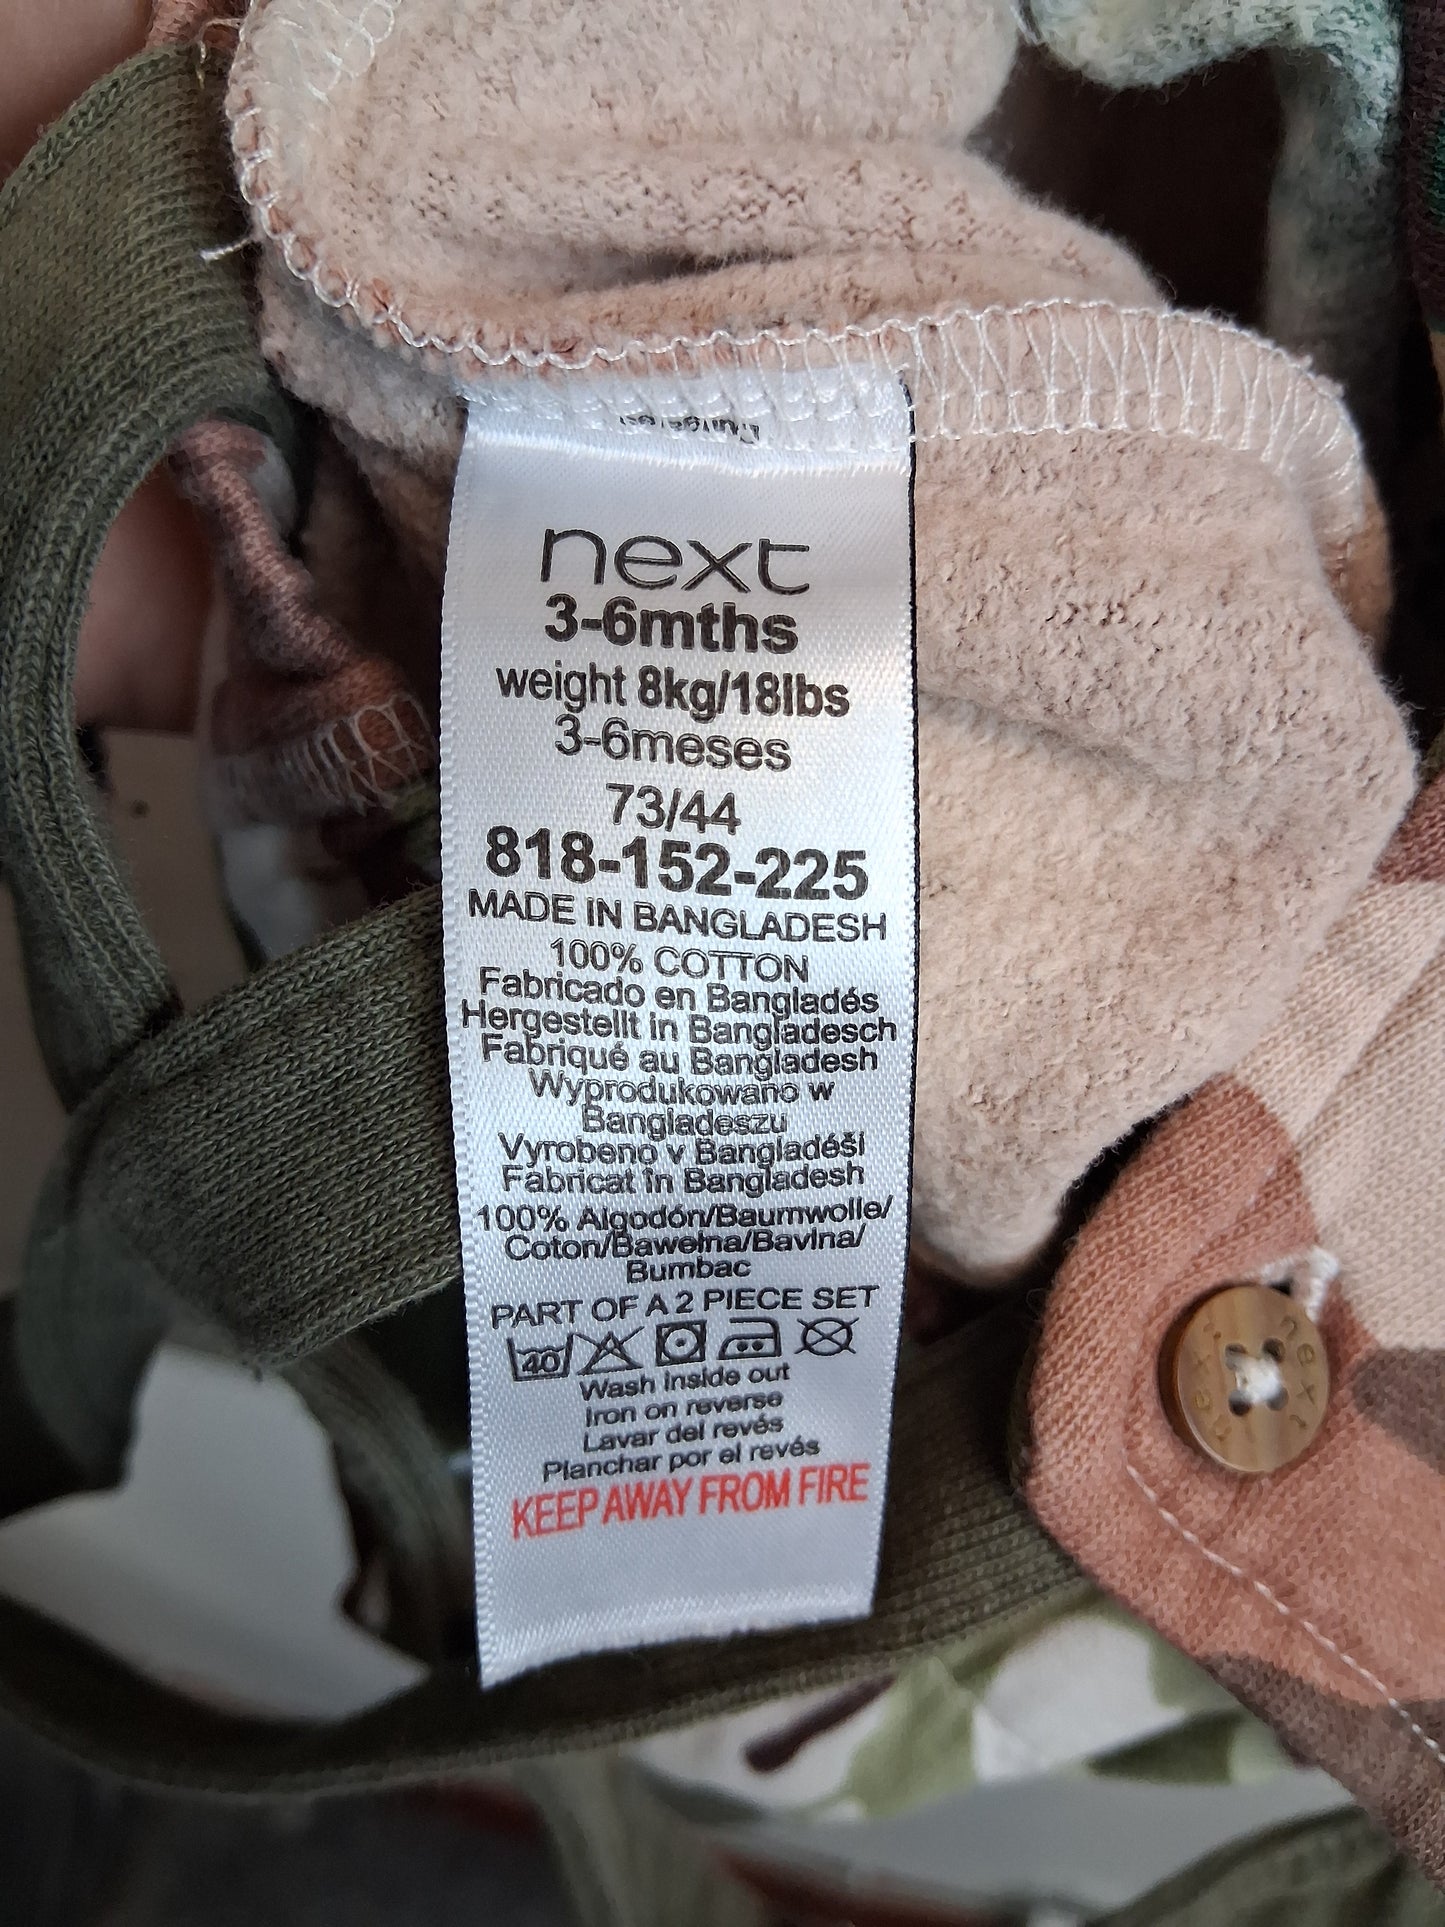 next
3-6mths
weight 8kg/18lbs
3-6meses
73/44
818-152-225
MADE IN BANGLADESH
100% COTTON
Fabricado en Bangladés
Hergestellt in Bangladesch
Fabriqué au Bangladesh
Wyprodukowano w
Bangladeszu
Vyrobeno v Bangladéši
Fabricat în Bangladesh
100% Algodón/Baumwolle/
Coton/Bawełna/Bavlna/
Bumbac
PART OF A 2 PIECE SET
40
Wash inside out
Iron on reverse
Lavar del revés
Planchar por el revés
KEEP AWAY FROM FIRE
next
next